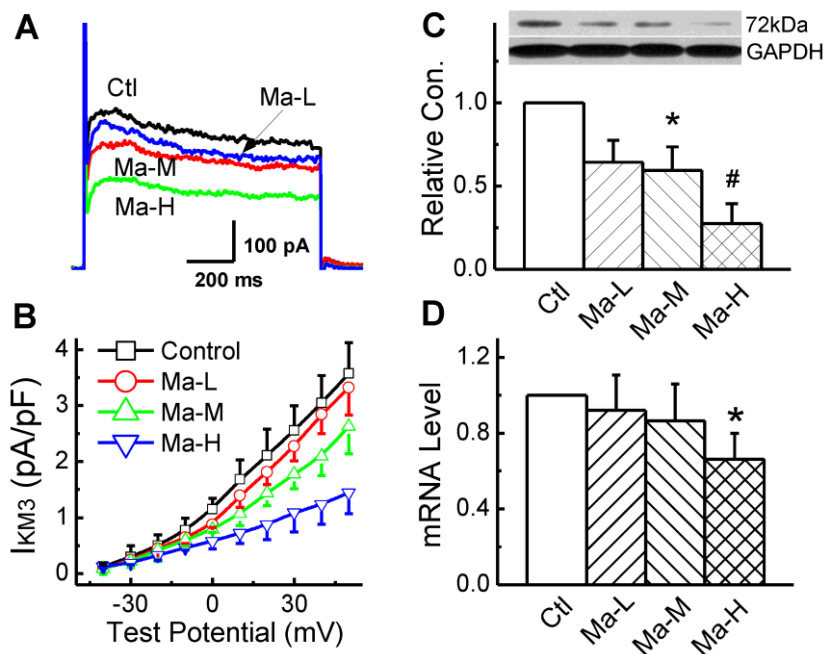 A
Ctl
Ma-L
Ma-M
Ma-H
100 pA
200 ms
B
IKM3 (pA/pF)
4
3
2
1
0
Control
Ma-L
Ma-M
Ma-H
-30
0
30
Test Potential (mV)
C
72kDa
GAPDH
Relative Con.
1.0
0.5
0.0
*
#
Ctl
Ma-L
Ma-M
Ma-H
D
mRNA Level
1.2
0.8
0.4
0.0
*
Ctl
Ma-L
Ma-M
Ma-H